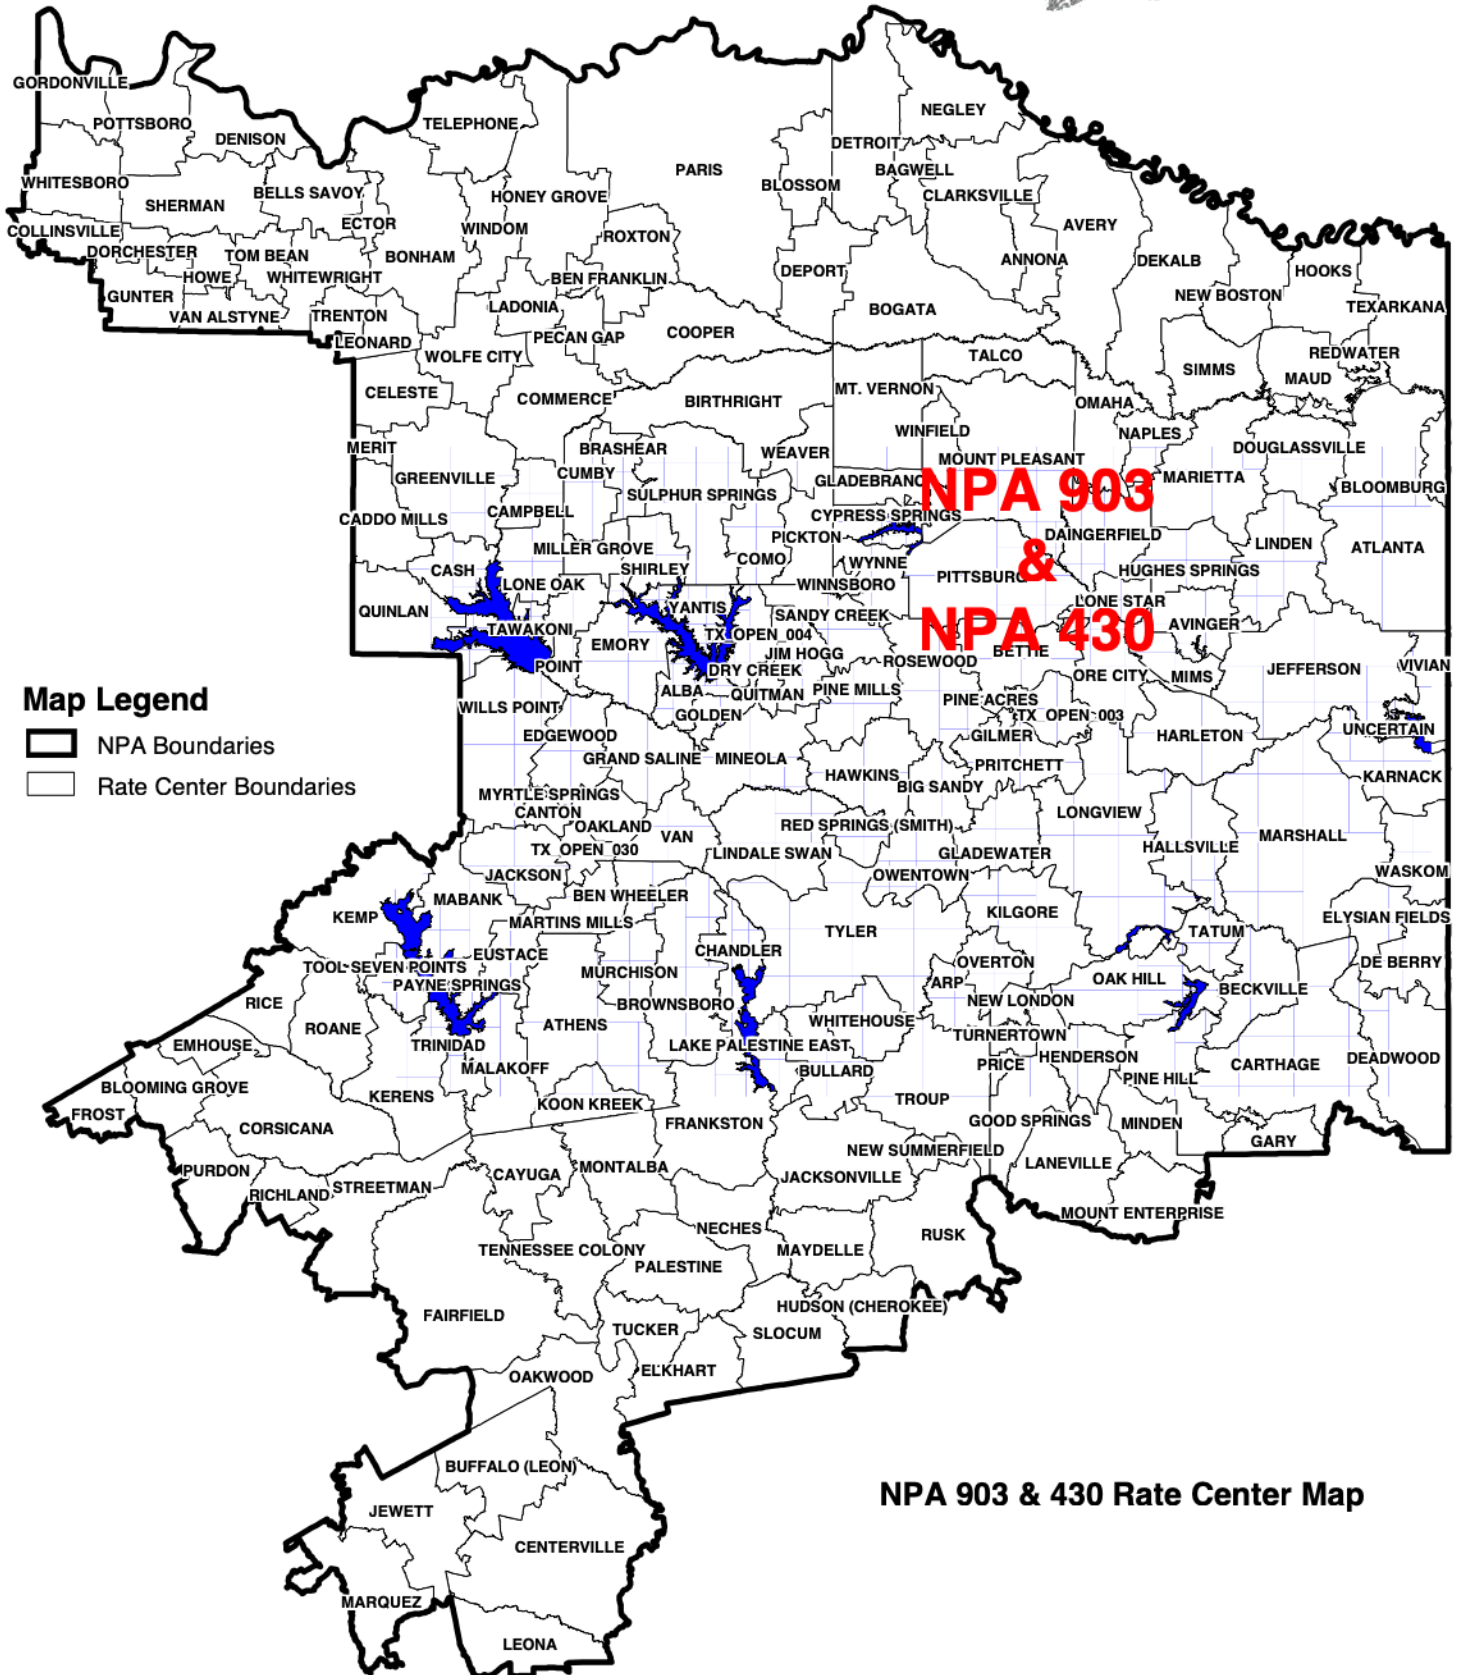 GORDONVILLE
POTTSBORO
DENISON
TELEPHONE
NEGLEY
DETROIT
PARIS
BLOSSOM
BAGWELL
WHITESBORO
BELLS SAVOY
HONEY GROVE
CLARKSVILLE
SHERMAN
ECTOR
WINDOM
ROXTON
AVERY
COLLINSVILLE
DORCHESTER
TOM BEAN
BONHAM
ANNONA
DEKALB
HOWE
WHITEWRIGHT
BEN FRANKLIN
DEPORT
HOOKS
GUNTER
LADONIA
BOGATA
NEW BOSTON
TEXARKANA
VAN ALSTYNE
TRENTON
LEONARD
PECAN GAP
COOPER
WOLFE CITY
TALCO
REDWATER
SIMMS
MAUD
CELESTE
COMMERCE
BIRTHRIGHT
MT. VERNON
OMAHA
WINFIELD
NAPLES
MERIT
BRASHEAR
WEAVER
MOUNT PLEASANT
DOUGLASSVILLE
GREENVILLE
CUMBY
GLADEBRANC
NPA 903
MARIETTA
BLOOMBURG
SULPHUR SPRINGS
CADDO MILLS
CAMPBELL
CYPRESS SPRINGS
PICKTON
DAINGERFIELD
LINDEN
ATLANTA
MILLER GROVE
COMO
WYNNE
&
CASH
SHIRLEY
LONE OAK
WINNSBORO
PITTSBURG
HUGHES SPRINGS
QUINLAN
YANTIS
SANDY CREEK
LONE STAR
TAWAKONI
TX_OPEN_004
NPA 430
AVINGER
EMORY
JIM HOGG
BETTIE
POINT
DRY CREEK
ROSEWOOD
ORE CITY
MIMS
JEFFERSON
VIVIAN
Map Legend
ALBA
QUITMAN
PINE MILLS
PINE ACRES
WILLS POINT
GOLDEN
TX_OPEN_003
NPA Boundaries
EDGEWOOD
GILMER
HARLETON
UNCERTAIN
GRAND SALINE
MINEOLA
PRITCHETT
Rate Center Boundaries
HAWKINS
BIG SANDY
KARNACK
MYRTLE SPRINGS
CANTON
LONGVIEW
OAKLAND
VAN
RED SPRINGS (SMITH)
MARSHALL
TX_OPEN_030
LINDALE SWAN
GLADEWATER
HALLSVILLE
JACKSON
OWENTOWN
WASKOM
MABANK
BEN WHEELER
KEMP
MARTINS MILLS
KILGORE
ELYSIAN FIELDS
TYLER
TATUM
EUSTACE
CHANDLER
TOOL SEVEN POINTS
MURCHISON
OVERTON
DE BERRY
PAYNE SPRINGS
ARP
OAK HILL
BECKVILLE
RICE
BROWNSBORO
NEW LONDON
ROANE
ATHENS
WHITEHOUSE
TURNERTOWN
EMHOUSE
TRINIDAD
LAKE PALESTINE EAST
HENDERSON
DEADWOOD
MALAKOFF
BULLARD
PRICE
CARTHAGE
BLOOMING GROVE
PINE HILL
KERENS
KOON KREEK
TROUP
FROST
CORSICANA
FRANKSTON
GOOD SPRINGS
MINDEN
GARY
NEW SUMMERFIELD
PURDON
CAYUGA
MONTALBA
LANEVILLE
RICHLAND
STREETMAN
JACKSONVILLE
MOUNT ENTERPRISE
NECHES
RUSK
TENNESSEE COLONY
MAYDELLE
PALESTINE
FAIRFIELD
HUDSON (CHEROKEE)
TUCKER
SLOCUM
OAKWOOD
ELKHART
BUFFALO (LEON)
NPA 903 & 430 Rate Center Map
JEWETT
CENTERVILLE
MARQUEZ
LEONA